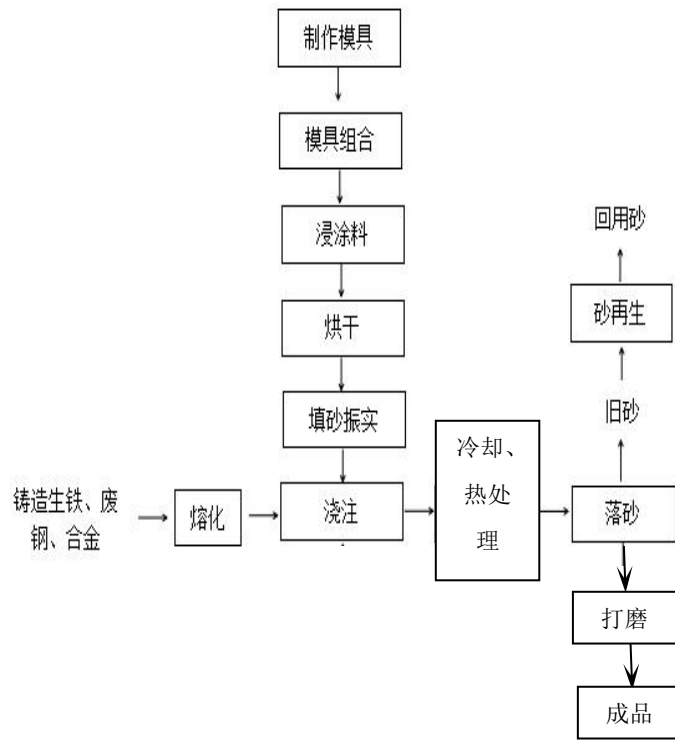 制作模具
模具组合
浸涂料
烘干
填砂振实
浇注
铸造生铁、废
钢、合金
熔化
冷却、
热处
理
回用砂
砂再生
旧砂
落砂
打磨
成品